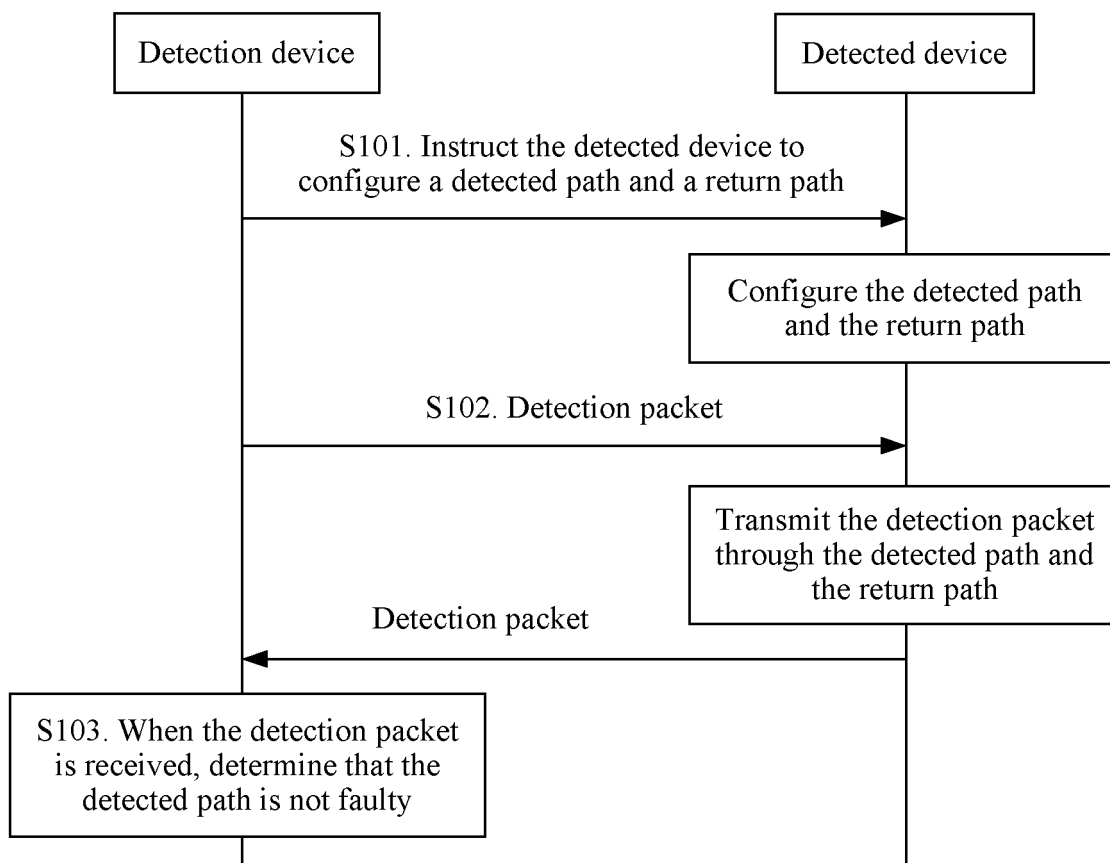 Detection device
Detected device
S101. Instruct the detected device to
configure a detected path and a return path
Configure the detected path
and the return path
S102. Detection packet
Transmit the detection packet
through the detected path and
the return path
Detection packet
S103. When the detection packet
is received, determine that the
detected path is not faulty